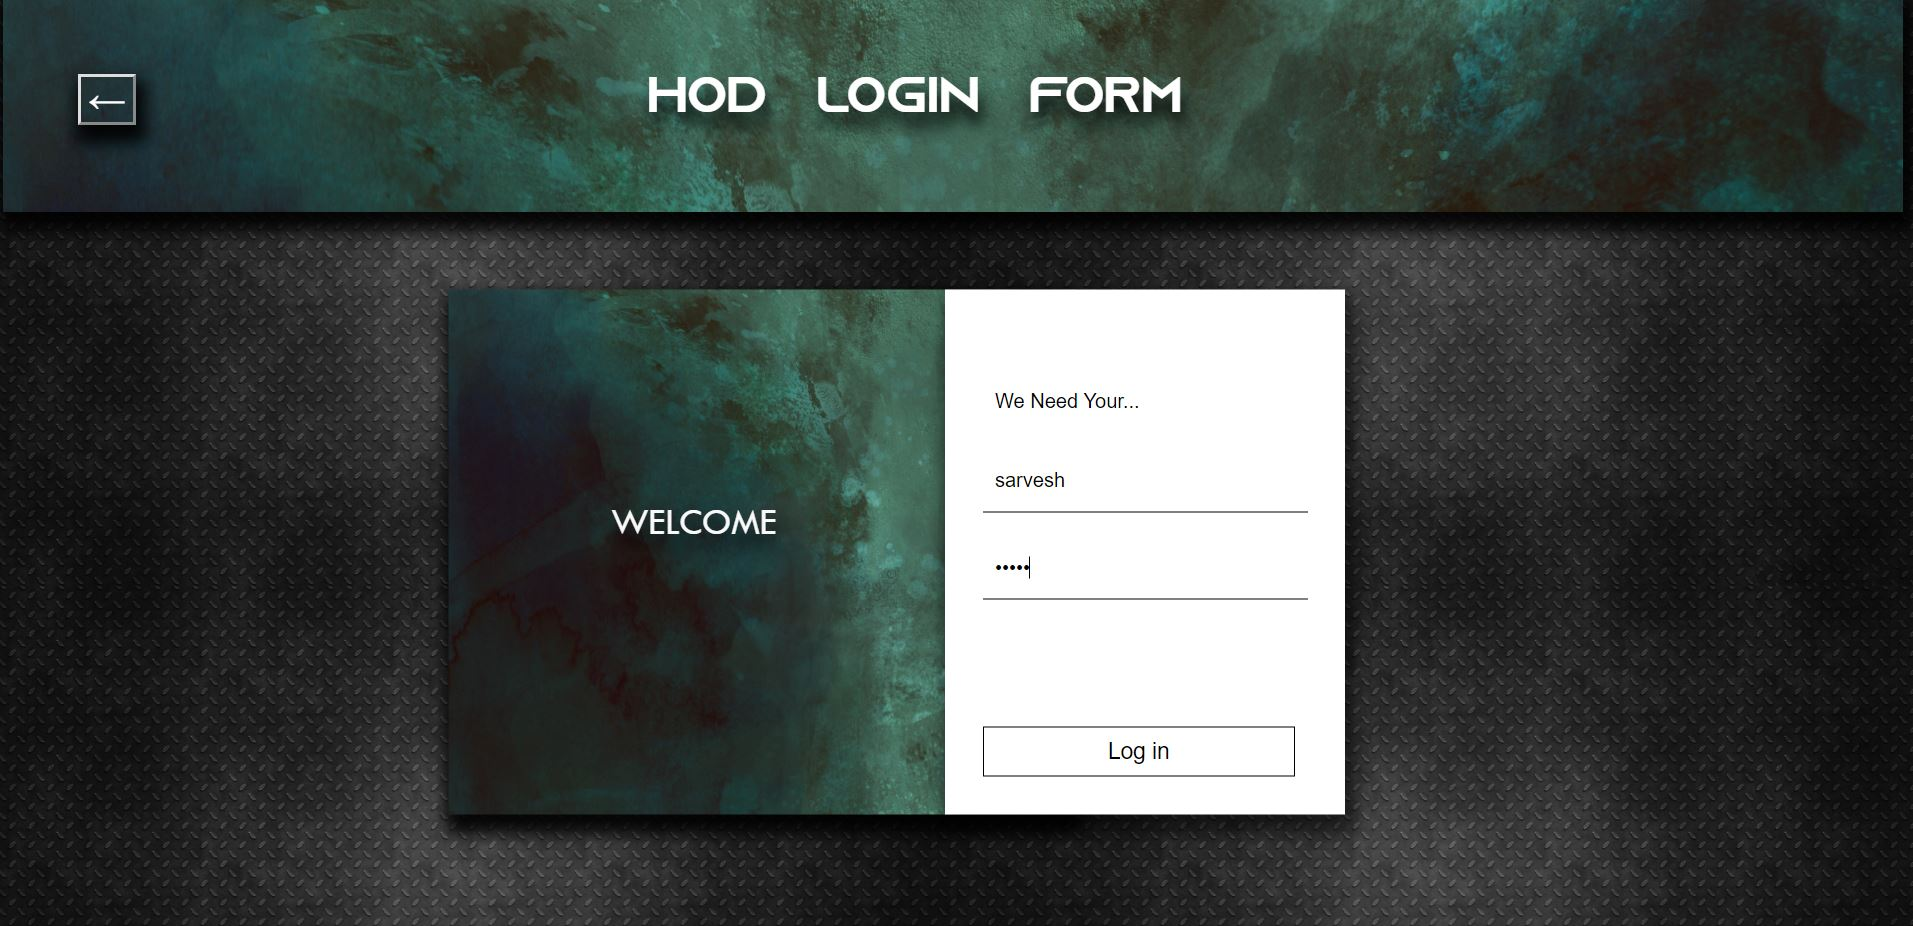 ←
HOD LOGIN FORM
WELCOME
We Need Your...
sarvesh
•••••
Log in